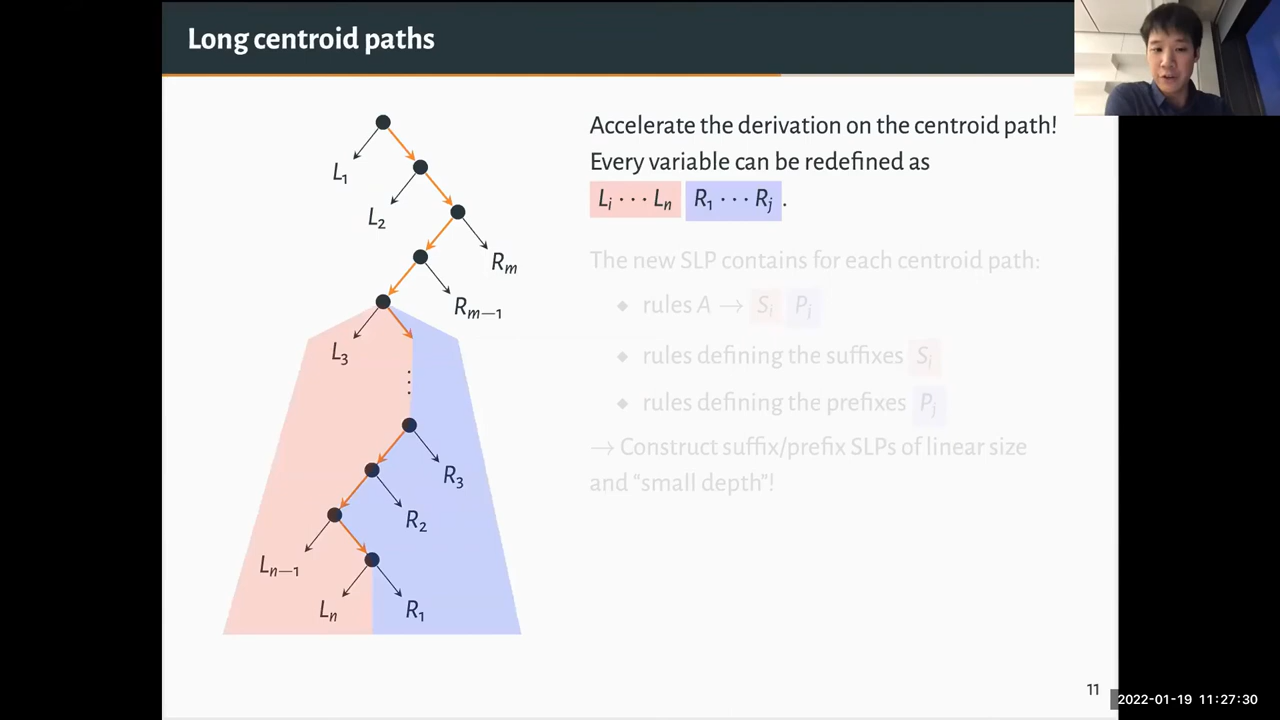 Long centroid paths
L₁
L₂
Rₘ
Rₘ₋₁
L₃
⋮
R₃
R₂
Lₙ₋₁
Lₙ
R₁
Accelerate the derivation on the centroid path!
Every variable can be redefined as
Lᵢ ⋯ Lₙ R₁ ⋯ Rⱼ .
The new SLP contains for each centroid path:
◆ rules A → Sᵢ Pⱼ
◆ rules defining the suffixes Sᵢ
◆ rules defining the prefixes Pⱼ
→ Construct suffix/prefix SLPs of linear size
and “small depth”!
11
2022-01-19 11:27:30